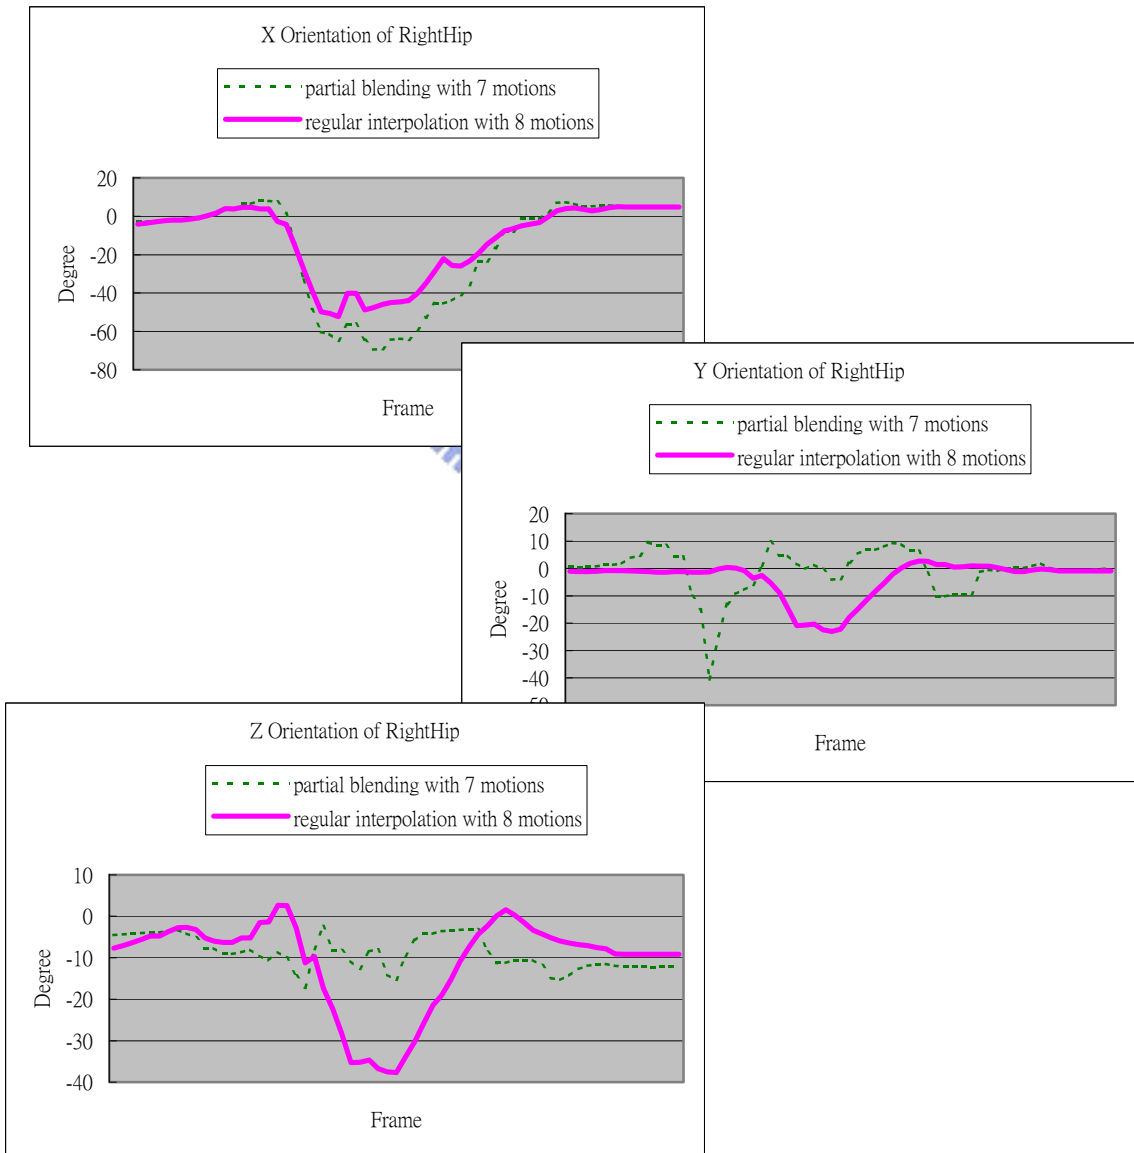 X Orientation of RightHip
partial blending with 7 motions
regular interpolation with 8 motions
20
0
-20
-40
-60
-80
Degree
Frame
Y Orientation of RightHip
partial blending with 7 motions
regular interpolation with 8 motions
20
10
0
-10
-20
-30
-40
-50
Degree
Frame
Z Orientation of RightHip
partial blending with 7 motions
regular interpolation with 8 motions
10
0
-10
-20
-30
-40
Degree
Frame